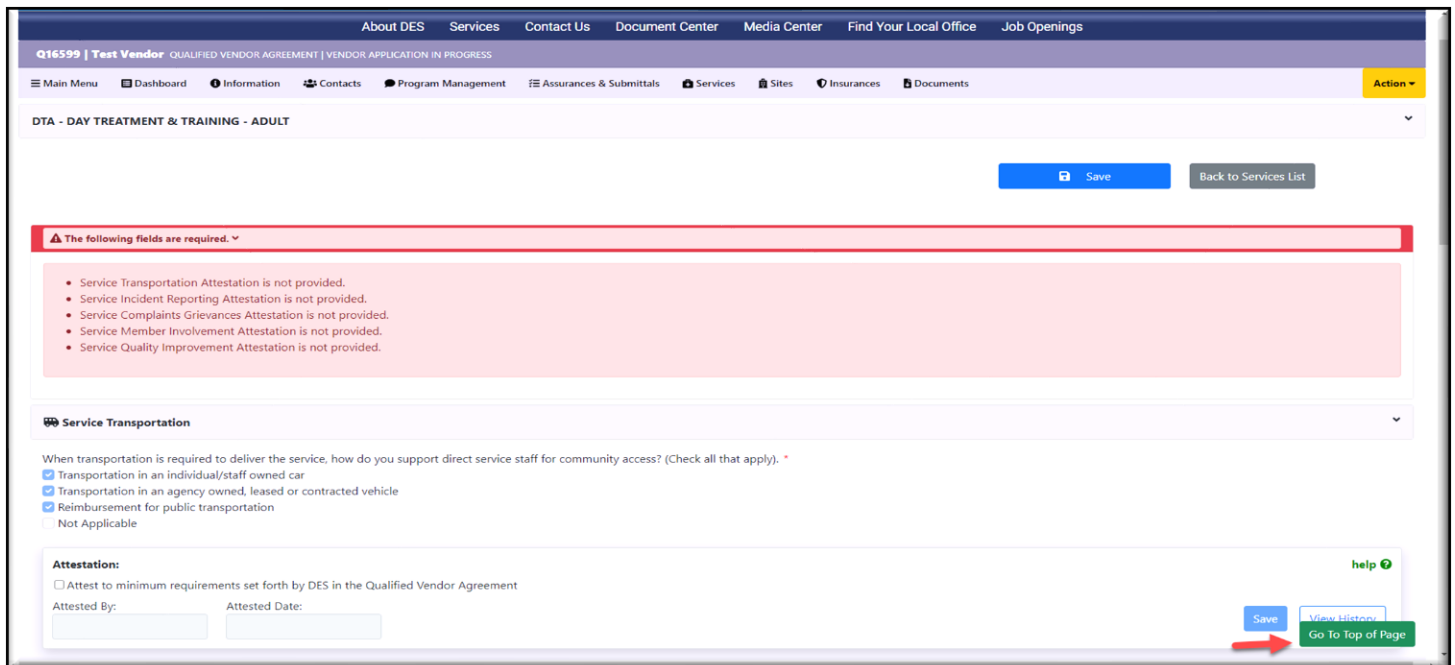 About DES Services Contact Us Document Center Media Center Find Your Local Office Job Openings
Q16599 | Test Vendor QUALIFIED VENDOR AGREEMENT | VENDOR APPLICATION IN PROGRESS
Main Menu Dashboard Information Contacts Program Management Assurances & Submittals Services Sites Insurances Documents Action
DTA - DAY TREATMENT & TRAINING - ADULT
Save Back to Services List
The following fields are required.
• Service Transportation Attestation is not provided.
• Service Incident Reporting Attestation is not provided.
• Service Complaints Grievances Attestation is not provided.
• Service Member Involvement Attestation is not provided.
• Service Quality Improvement Attestation is not provided.
Service Transportation
When transportation is required to deliver the service, how do you support direct service staff for community access? (Check all that apply). *
Transportation in an individual/staff owned car
Transportation in an agency owned, leased or contracted vehicle
Reimbursement for public transportation
Not Applicable
Attestation: help
Attest to minimum requirements set forth by DES in the Qualified Vendor Agreement
Attested By: Attested Date:
Save View History
Go To Top of Page